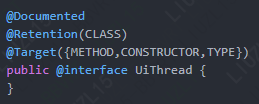 @Documented
@Retention(CLASS)
@Target({METHOD,CONSTRUCTOR,TYPE})
public @interface UiThread {
}